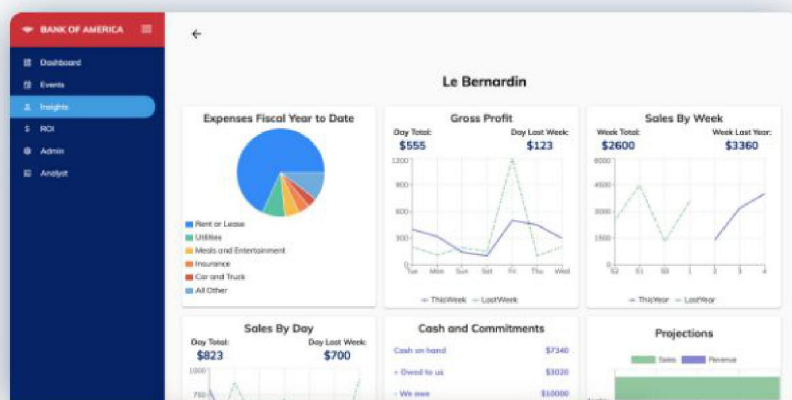 BANK OF AMERICA
Dashboard
Events
Insights
$ ROI
Admin
Analyst
Le Bernardin
Expenses Fiscal Year to Date
Rent or Lease
Utilities
Meals and Entertainment
Insurance
Car and Truck
All Other
Gross Profit
Day Total:
Day Last Week:
$555
$123
1200
900
600
300
0
Tue Mon Sun Sat Fri Thu Wed
ThisWeek LastWeek
Sales By Week
Week Total:
Week Last Year:
$2600
$3360
6000
4500
3000
1500
0
52 51 50 1 2 3 4
ThisYear LastYear
Sales By Day
Day Total:
Day Last Week:
$823
$700
1000
750
Cash and Commitments
Cash on hand $7340
+ Owed to us $3020
- We owe $10000
Projections
Sales Revenue